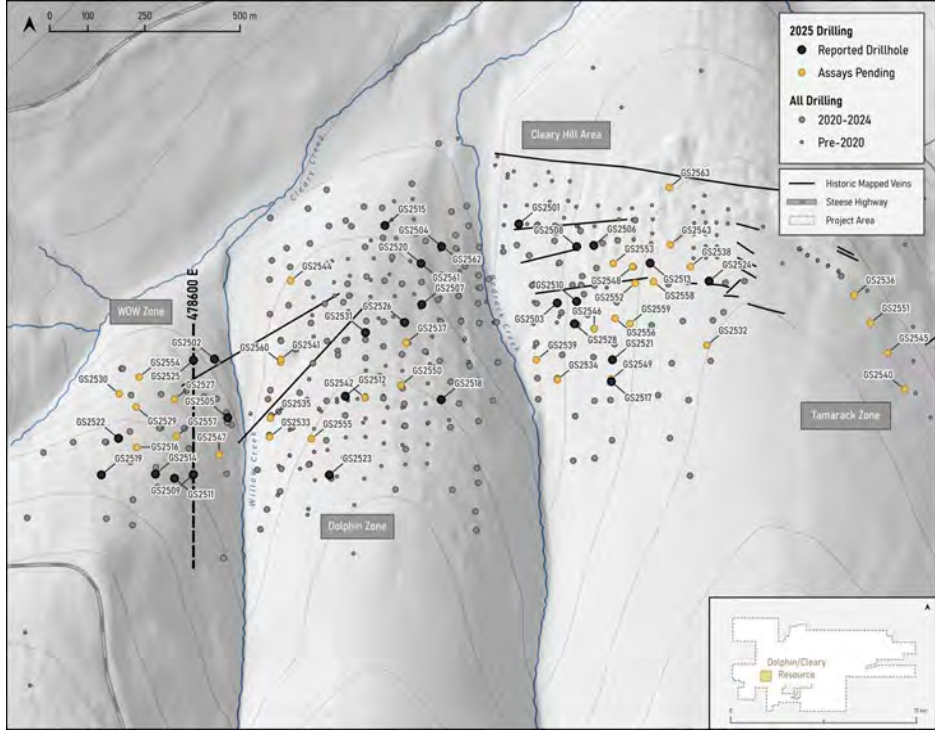 0 100 250 500 m
2025 Drilling
Reported Drillhole
Assays Pending
All Drilling
2020-2024
Pre-2020
Historic Mapped Veins
Steese Highway
Project Area
Cleary Hill Area
Cleary Creek
GS2563
GS2515
GS2501
GS2504
GS2508
GS2506
GS2543
GS2553
GS2538
GS2520
GS2562
GS2544
GS2561
GS2548
GS2513
GS2524
GS2507
GS2510
GS2558
GS2536
478600 E
Bedrock Creek
WOW Zone
GS2526
GS2552
GS2531
GS2546
GS2559
GS2551
GS2503
GS2537
GS2556
GS2532
GS2502
GS2528
GS2541
GS2521
GS2545
GS2554
GS2560
GS2539
GS2525
GS2549
GS2530
GS2527
GS2542
GS2512
GS2550
GS2534
GS2540
GS2505
GS2518
GS2517
GS2535
GS2529
GS2522
GS2557
GS2533
GS2555
Tamarack Zone
GS2547
GS2516
GS2519
GS2514
GS2523
Willow Creek
GS2509
GS2511
Dolphin Zone
Dolphin/Cleary
Resource
0